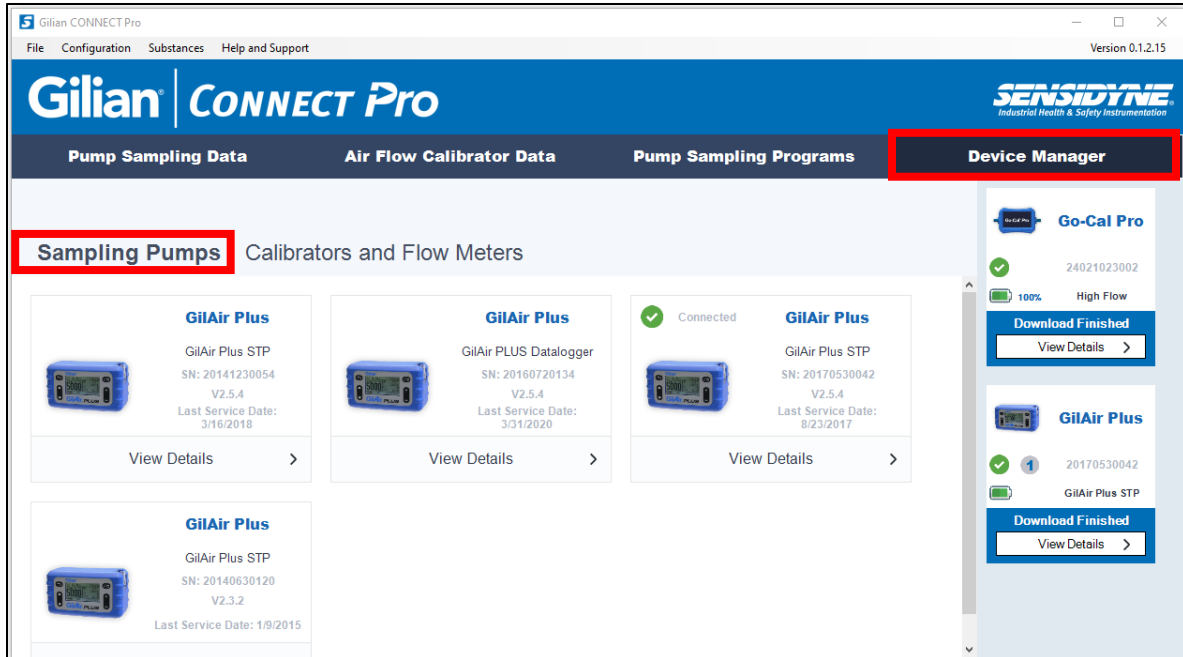 Gilian CONNECT Pro
File Configuration Substances Help and Support Version 0.1.2.15
Gilian® CONNECT Pro
SENSIDYNE®
Industrial Health & Safety Instrumentation
Pump Sampling Data Air Flow Calibrator Data Pump Sampling Programs Device Manager
Sampling Pumps Calibrators and Flow Meters
GilAir Plus
GilAir Plus STP
SN: 20141230054
V2.5.4
Last Service Date:
3/16/2018
View Details >
GilAir Plus
GilAir PLUS Datalogger
SN: 20160720134
V2.5.4
Last Service Date:
3/31/2020
View Details >
Connected GilAir Plus
GilAir Plus STP
SN: 20170530042
V2.5.4
Last Service Date:
8/23/2017
View Details >
GilAir Plus
GilAir Plus STP
SN: 20140630120
V2.3.2
Last Service Date: 1/9/2015
Go-Cal Pro
24021023002
100% High Flow
Download Finished
View Details >
GilAir Plus
1 20170530042
GilAir Plus STP
Download Finished
View Details >